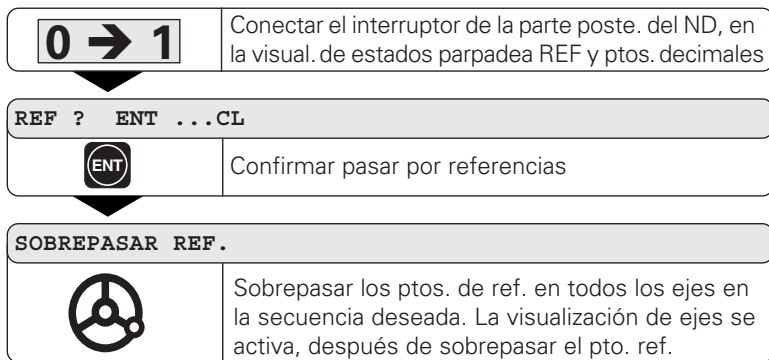 0 → 1
Conectar el interruptor de la parte poste. del ND, en
la visual. de estados parpadea REF y ptos. decimales
REF ? ENT ...CL
ENT
Confirmar pasar por referencias
SOBREPASAR REF.
Sobrepasar los ptos. de ref. en todos los ejes en
la secuencia deseada. La visualización de ejes se
activa, después de sobrepasar el pto. ref.